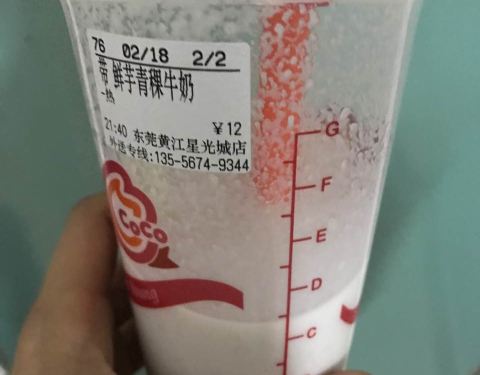 76 02/18 2/2
带 鲜芋青稞牛奶
-热
￥12
21:40 东莞黄江星光城店
外送专线:135-5674-9344
CoCo
G
F
E
D
C